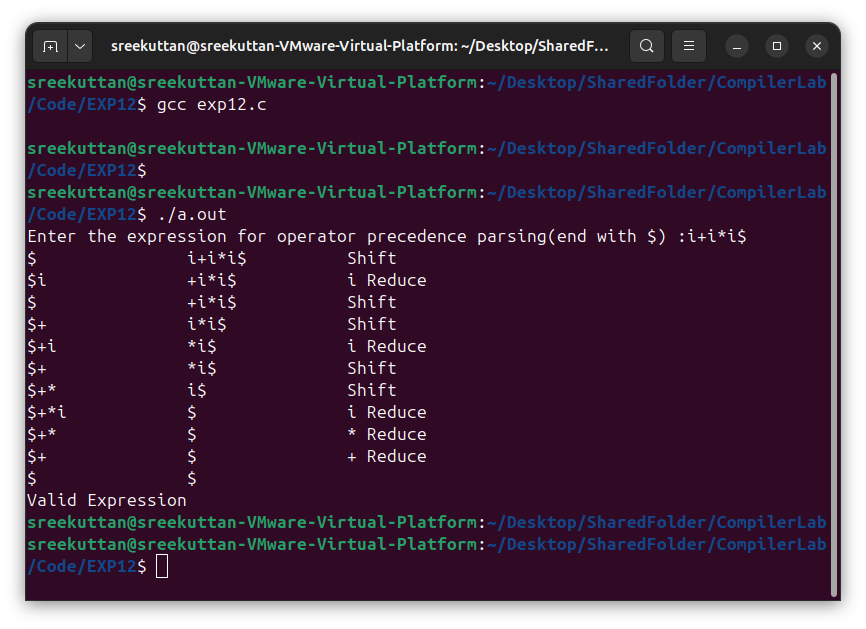 sreekuttan@sreekuttan-VMware-Virtual-Platform: ~/Desktop/SharedF...
sreekuttan@sreekuttan-VMware-Virtual-Platform:~/Desktop/SharedFolder/CompilerLab
/Code/EXP12$ gcc exp12.c
sreekuttan@sreekuttan-VMware-Virtual-Platform:~/Desktop/SharedFolder/CompilerLab
/Code/EXP12$
sreekuttan@sreekuttan-VMware-Virtual-Platform:~/Desktop/SharedFolder/CompilerLab
/Code/EXP12$ ./a.out
Enter the expression for operator precedence parsing(end with $) :i+i*i$
$ i+i*i$ Shift
$i +i*i$ i Reduce
$ +i*i$ Shift
$+ i*i$ Shift
$+i *i$ i Reduce
$+ *i$ Shift
$+* i$ Shift
$+*i $ i Reduce
$+* $ * Reduce
$+ $ + Reduce
$ $
Valid Expression
sreekuttan@sreekuttan-VMware-Virtual-Platform:~/Desktop/SharedFolder/CompilerLab
sreekuttan@sreekuttan-VMware-Virtual-Platform:~/Desktop/SharedFolder/CompilerLab
/Code/EXP12$